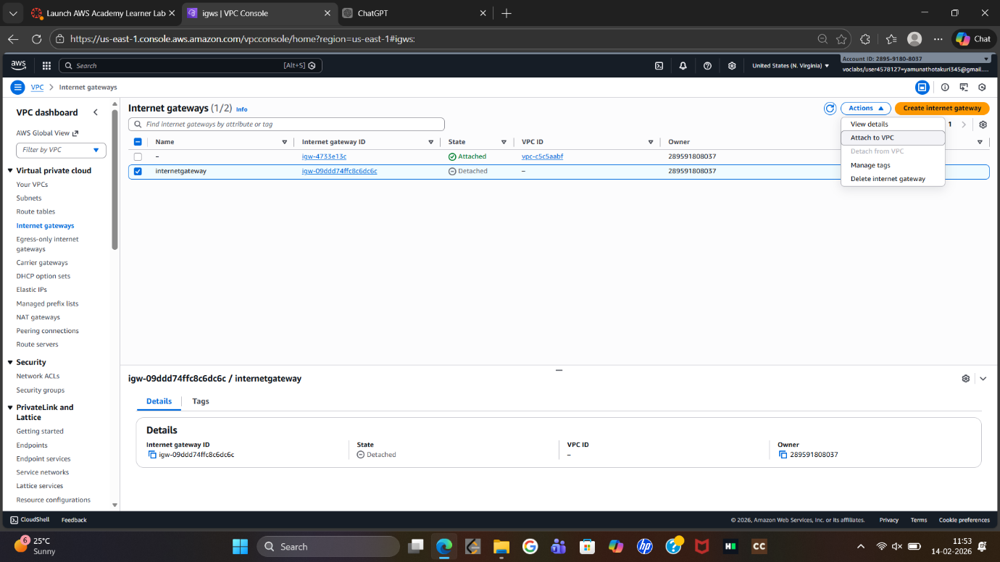 Launch AWS Academy Learner Lab
igws | VPC Console
ChatGPT
https://us-east-1.console.aws.amazon.com/vpcconsole/home?region=us-east-1#igws:
Chat
aws
Search
[Alt+S]
United States (N. Virginia)
Account ID: 2895-9180-8037
voclabs/user4578127=yamunathotakuri345@gmail....
VPC
Internet gateways
VPC dashboard
AWS Global View
Filter by VPC
Virtual private cloud
Your VPCs
Subnets
Route tables
Internet gateways
Egress-only internet
gateways
Carrier gateways
DHCP option sets
Elastic IPs
Managed prefix lists
NAT gateways
Peering connections
Route servers
Security
Network ACLs
Security groups
PrivateLink and
Lattice
Getting started
Endpoints
Endpoint services
Service networks
Lattice services
Resource configurations
Internet gateways (1/2) Info
Actions
Create internet gateway
Find internet gateways by attribute or tag
1
View details
Attach to VPC
Detach from VPC
Manage tags
Delete internet gateway
Name Internet gateway ID State VPC ID Owner
– igw-4733e13c Attached vpc-c5c5aabf 289591808037
internetgateway igw-09ddd74ffc8c6dc6c Detached – 289591808037
igw-09ddd74ffc8c6dc6c / internetgateway
Details Tags
Details
Internet gateway ID State VPC ID Owner
igw-09ddd74ffc8c6dc6c Detached – 289591808037
CloudShell Feedback
© 2026, Amazon Web Services, Inc. or its affiliates. Privacy Terms Cookie preferences
6
25°C
Sunny
Search
CC
11:53
14-02-2026